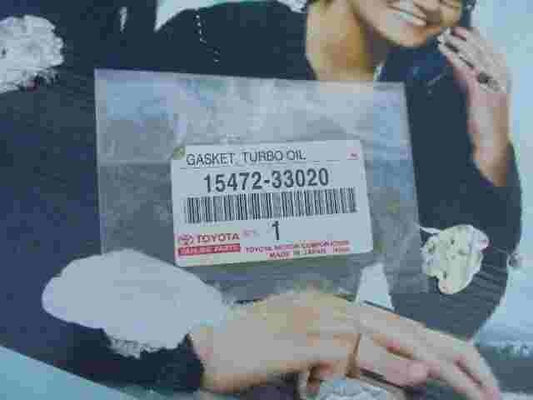 GASKET, TURBO OIL
15472-33020
1
TOYOTA
GENUINE PARTS
TOYOTA MOTOR CORPORATION
MADE IN JAPAN